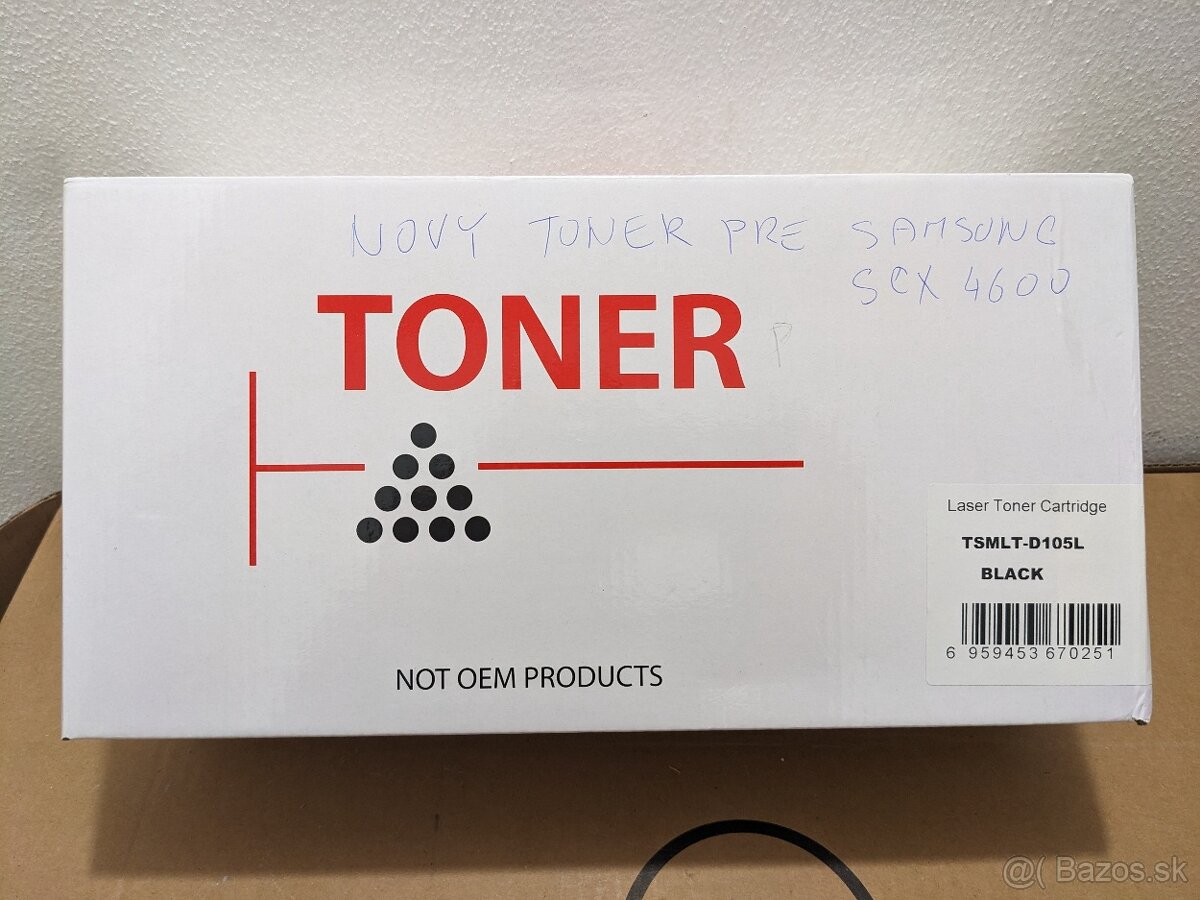 NOVÝ TONER PRE SAMSUNG
SCX 4600
TONER
P
Laser Toner Cartridge
TSMLT-D105L
BLACK
6 959453 670251
NOT OEM PRODUCTS
@( Bazos.sk